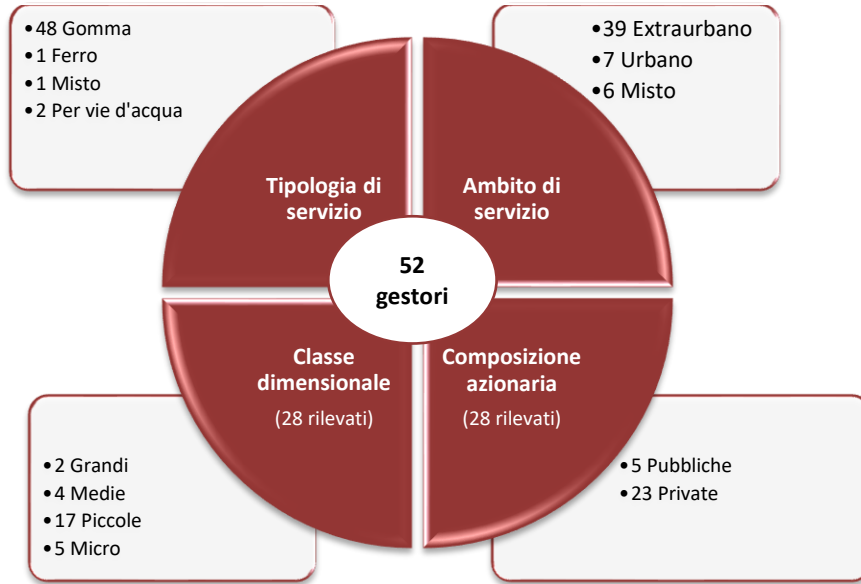 •48 Gomma
•1 Ferro
•1 Misto
•2 Per vie d'acqua
•39 Extraurbano
•7 Urbano
•6 Misto
Tipologia di
servizio
Ambito di
servizio
52
gestori
Classe
dimensionale
(28 rilevati)
Composizione
azionaria
(28 rilevati)
•2 Grandi
•4 Medie
•17 Piccole
•5 Micro
•5 Pubbliche
•23 Private